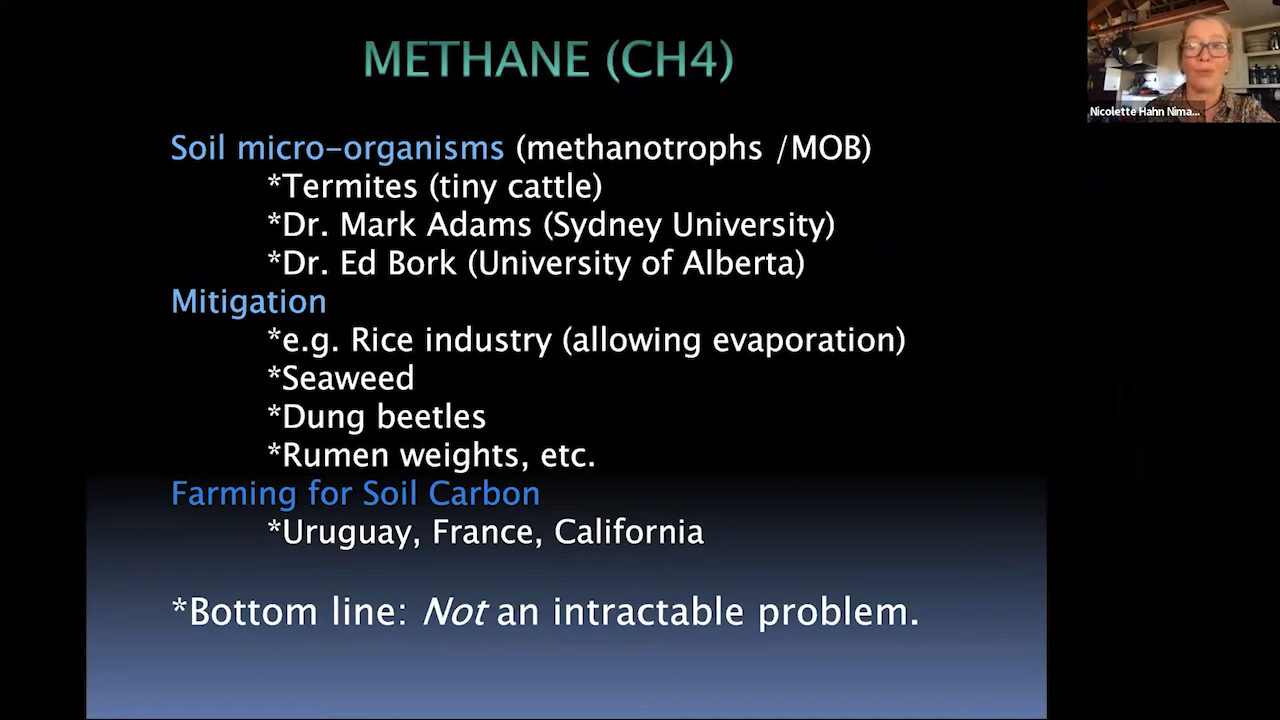 METHANE (CH4)
Nicolette Hahn Nima...
Soil micro-organisms (methanotrophs /MOB)
*Termites (tiny cattle)
*Dr. Mark Adams (Sydney University)
*Dr. Ed Bork (University of Alberta)
Mitigation
*e.g. Rice industry (allowing evaporation)
*Seaweed
*Dung beetles
*Rumen weights, etc.
Farming for Soil Carbon
*Uruguay, France, California
*Bottom line: Not an intractable problem.